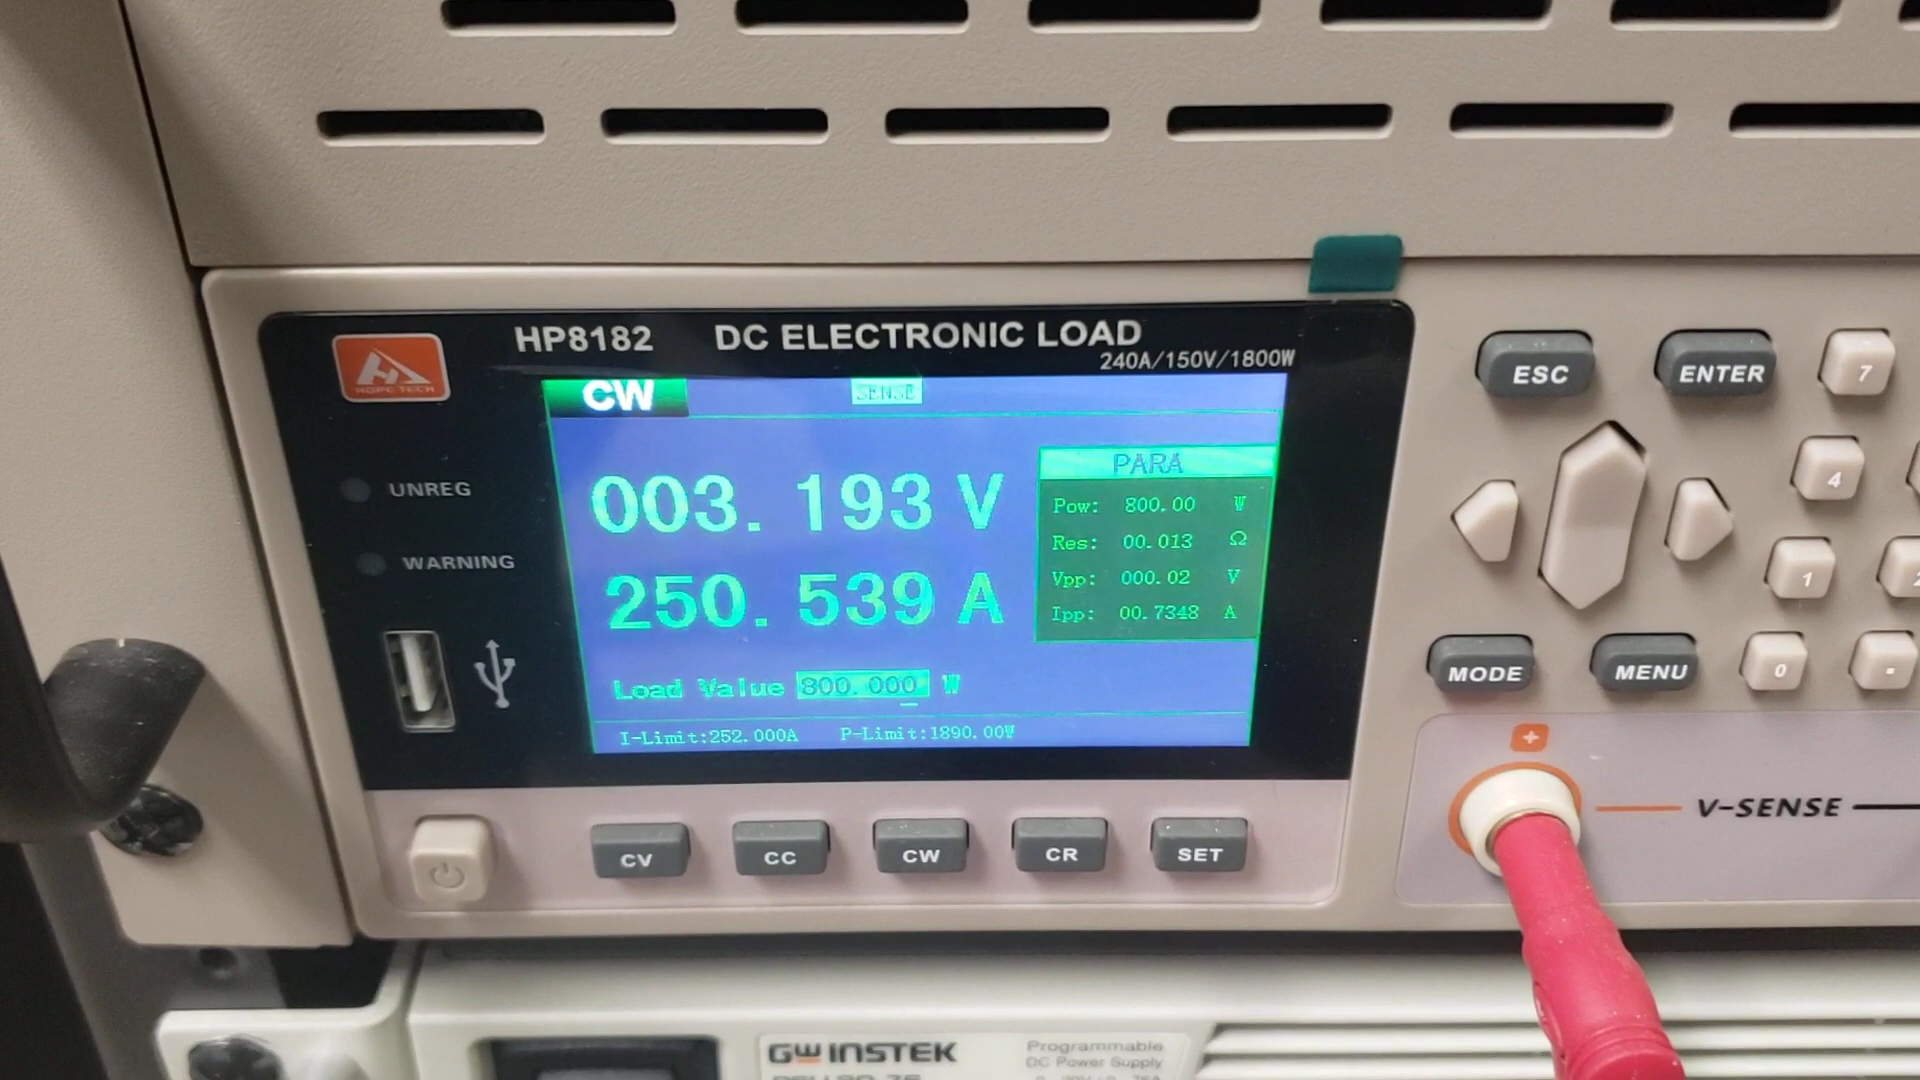 HP8182 DC ELECTRONIC LOAD
240A/150V/1800W
HOPE TECH
CW SENSE
003.193 V
250.539 A
PARA
Pow: 800.00 W
Res: 00.013 Ω
Vpp: 000.02 V
Ipp: 00.7348 A
Load Value 800.000 W
I-Limit:252.000A P-Limit:1890.00W
UNREG
WARNING
CV CC CW CR SET
ESC ENTER 7
4
1
MODE MENU 0 .
+
V-SENSE
GW INSTEK
Programmable
DC Power Supply